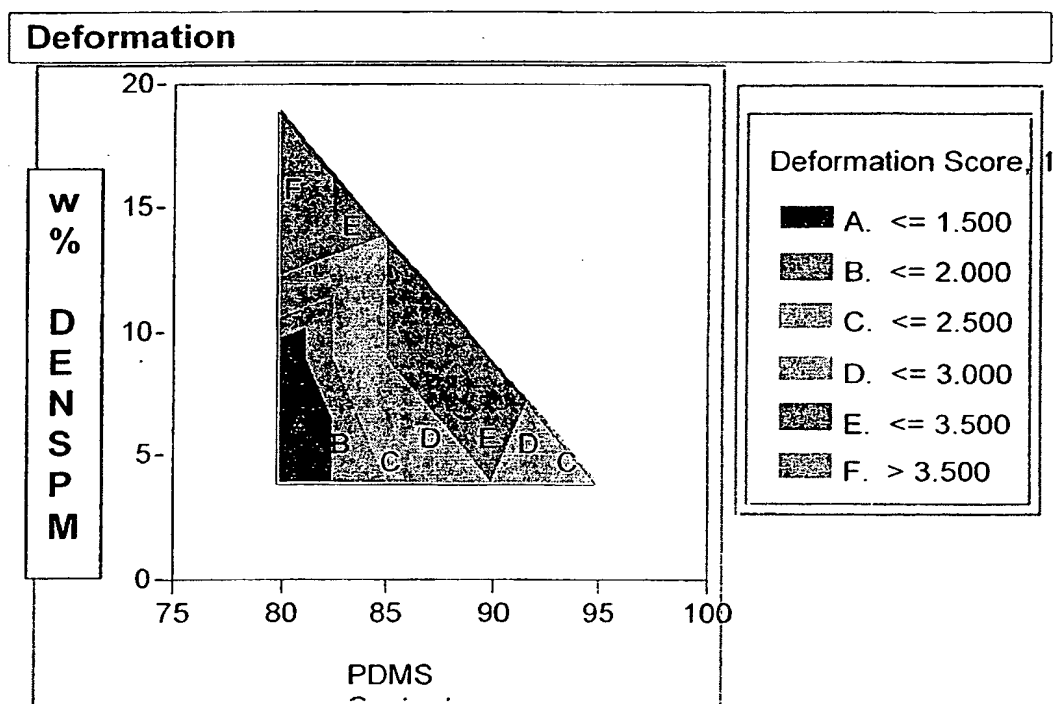 Deformation
20-
15-
10-
5-
0-
75 80 85 90 95 100
w
%
D
E
N
S
P
M
F
E
B
C
D
E
D
C
PDMS
Deformation Score, 1
A. <= 1.500
B. <= 2.000
C. <= 2.500
D. <= 3.000
E. <= 3.500
F. > 3.500